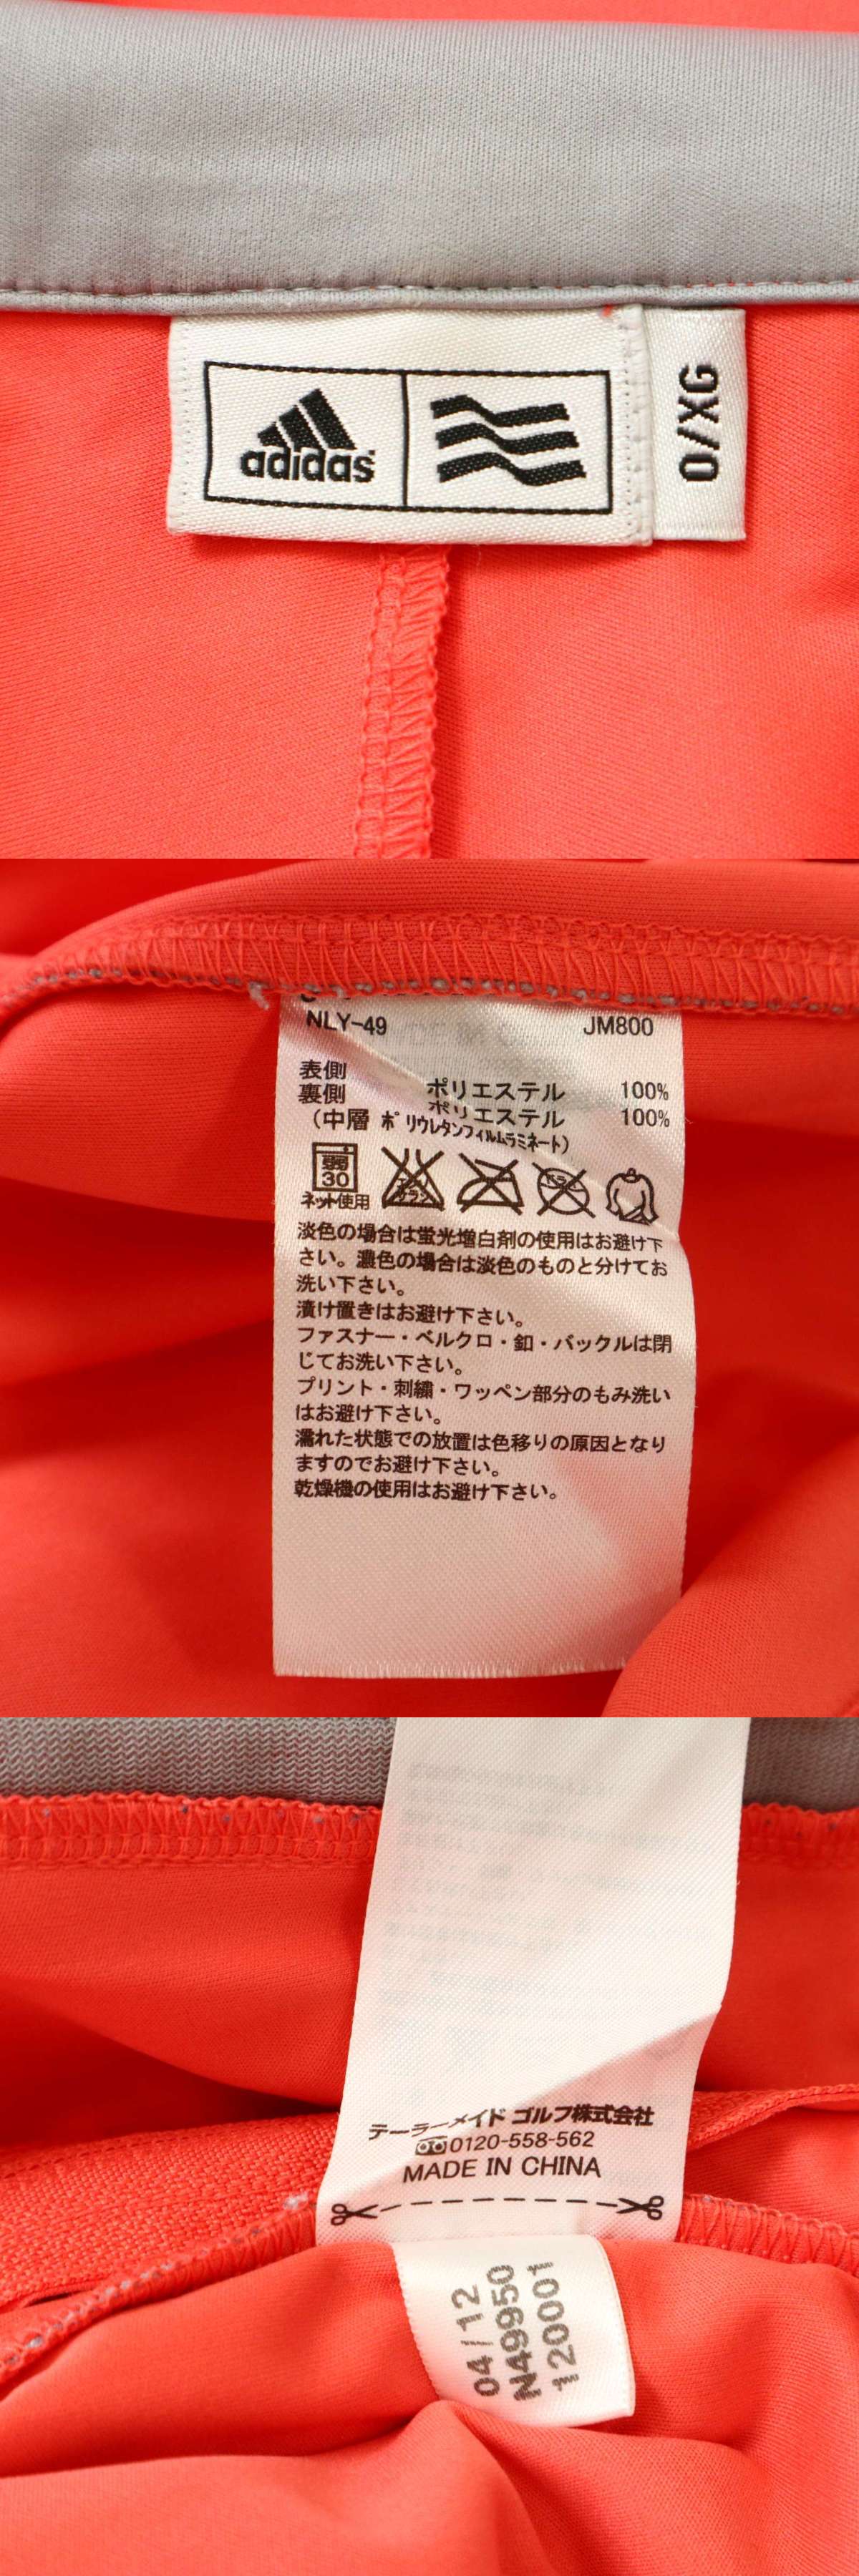 adidas
O/XG
NLY-49 JM800
表側 ポリエステル 100%
裏側 ポリエステル 100%
(中層 ポリウレタンフィルムラミネート)
弱
30
ネット使用
エンソ
サラシ
ドライ
淡色の場合は蛍光増白剤の使用はお避け下
さい。濃色の場合は淡色のものと分けてお
洗い下さい。
漬け置きはお避け下さい。
ファスナー・ベルクロ・釦・バックルは閉
じてお洗い下さい。
プリント・刺繍・ワッペン部分のもみ洗い
はお避け下さい。
濡れた状態での放置は色移りの原因となり
ますのでお避け下さい。
乾燥機の使用はお避け下さい。
テーラーメイド ゴルフ株式会社
0120-558-562
MADE IN CHINA
04/12
N49950
120001